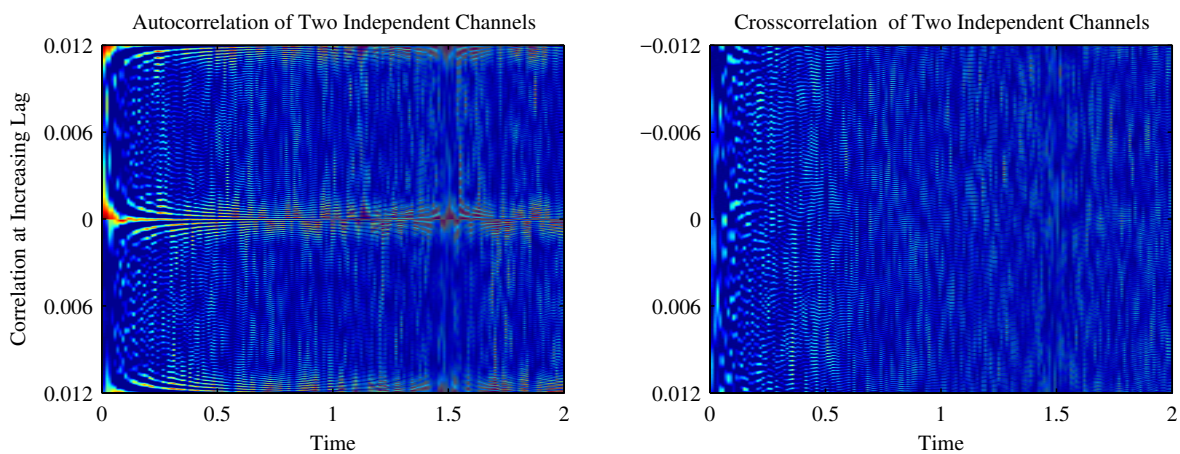 Autocorrelation of Two Independent Channels
0.012
0.006
0
0.006
0.012
Correlation at Increasing Lag
0 0.5 1 1.5 2
Time
Crosscorrelation of Two Independent Channels
−0.012
−0.006
0
0.006
0.012
0 0.5 1 1.5 2
Time